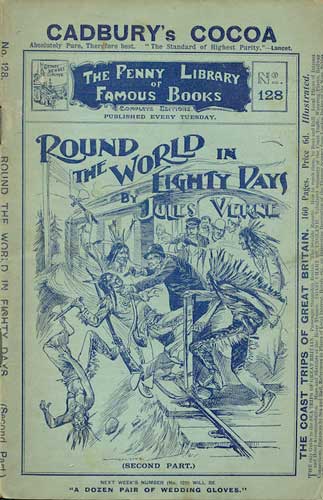 CADBURY's COCOA
Absolutely Pure, Therefore best. "The Standard of Highest Purity."—Lancet.
THE PENNY LIBRARY
OF
FAMOUS BOOKS
COMPLETE EDITIONS.
PUBLISHED EVERY TUESDAY.
No.
128
ROUND
THE WORLD IN
EIGHTY DAYS
BY
JULES VERNE
(SECOND PART.)
NEXT WEEK'S NUMBER (No. 129) WILL BE
"A DOZEN PAIR OF WEDDING GLOVES."
No. 128.
ROUND THE WORLD IN EIGHTY DAYS
(Second Part)
THE COAST TRIPS OF GREAT BRITAIN. 160 Pages. Price 6d. Illustrated.